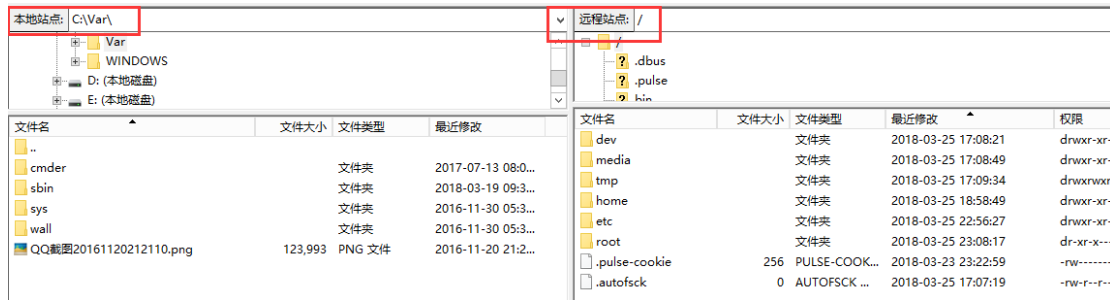 本地站点: C:\Var\
Var
WINDOWS
D: (本地磁盘)
E: (本地磁盘)
文件名 文件大小 文件类型 最近修改
..
cmder 文件夹 2017-07-13 08:0...
sbin 文件夹 2018-03-19 09:3...
sys 文件夹 2016-11-30 05:3...
wall 文件夹 2016-11-30 05:3...
QQ截图20161120212110.png 123,993 PNG 文件 2016-11-20 21:2...
远程站点: /
/
? .dbus
? .pulse
? bin
文件名 文件大小 文件类型 最近修改 权限
dev 文件夹 2018-03-25 17:08:21 drwxr-xr-
media 文件夹 2018-03-25 17:08:49 drwxr-xr-
tmp 文件夹 2018-03-25 17:09:34 drwxrwxr
home 文件夹 2018-03-25 18:58:49 drwxr-xr-
etc 文件夹 2018-03-25 22:56:27 drwxr-xr-
root 文件夹 2018-03-25 23:08:17 dr-xr-x---
.pulse-cookie 256 PULSE-COOK... 2018-03-23 23:22:59 -rw-------
.autofsck 0 AUTOFSCK ... 2018-03-25 17:07:19 -rw-r--r--